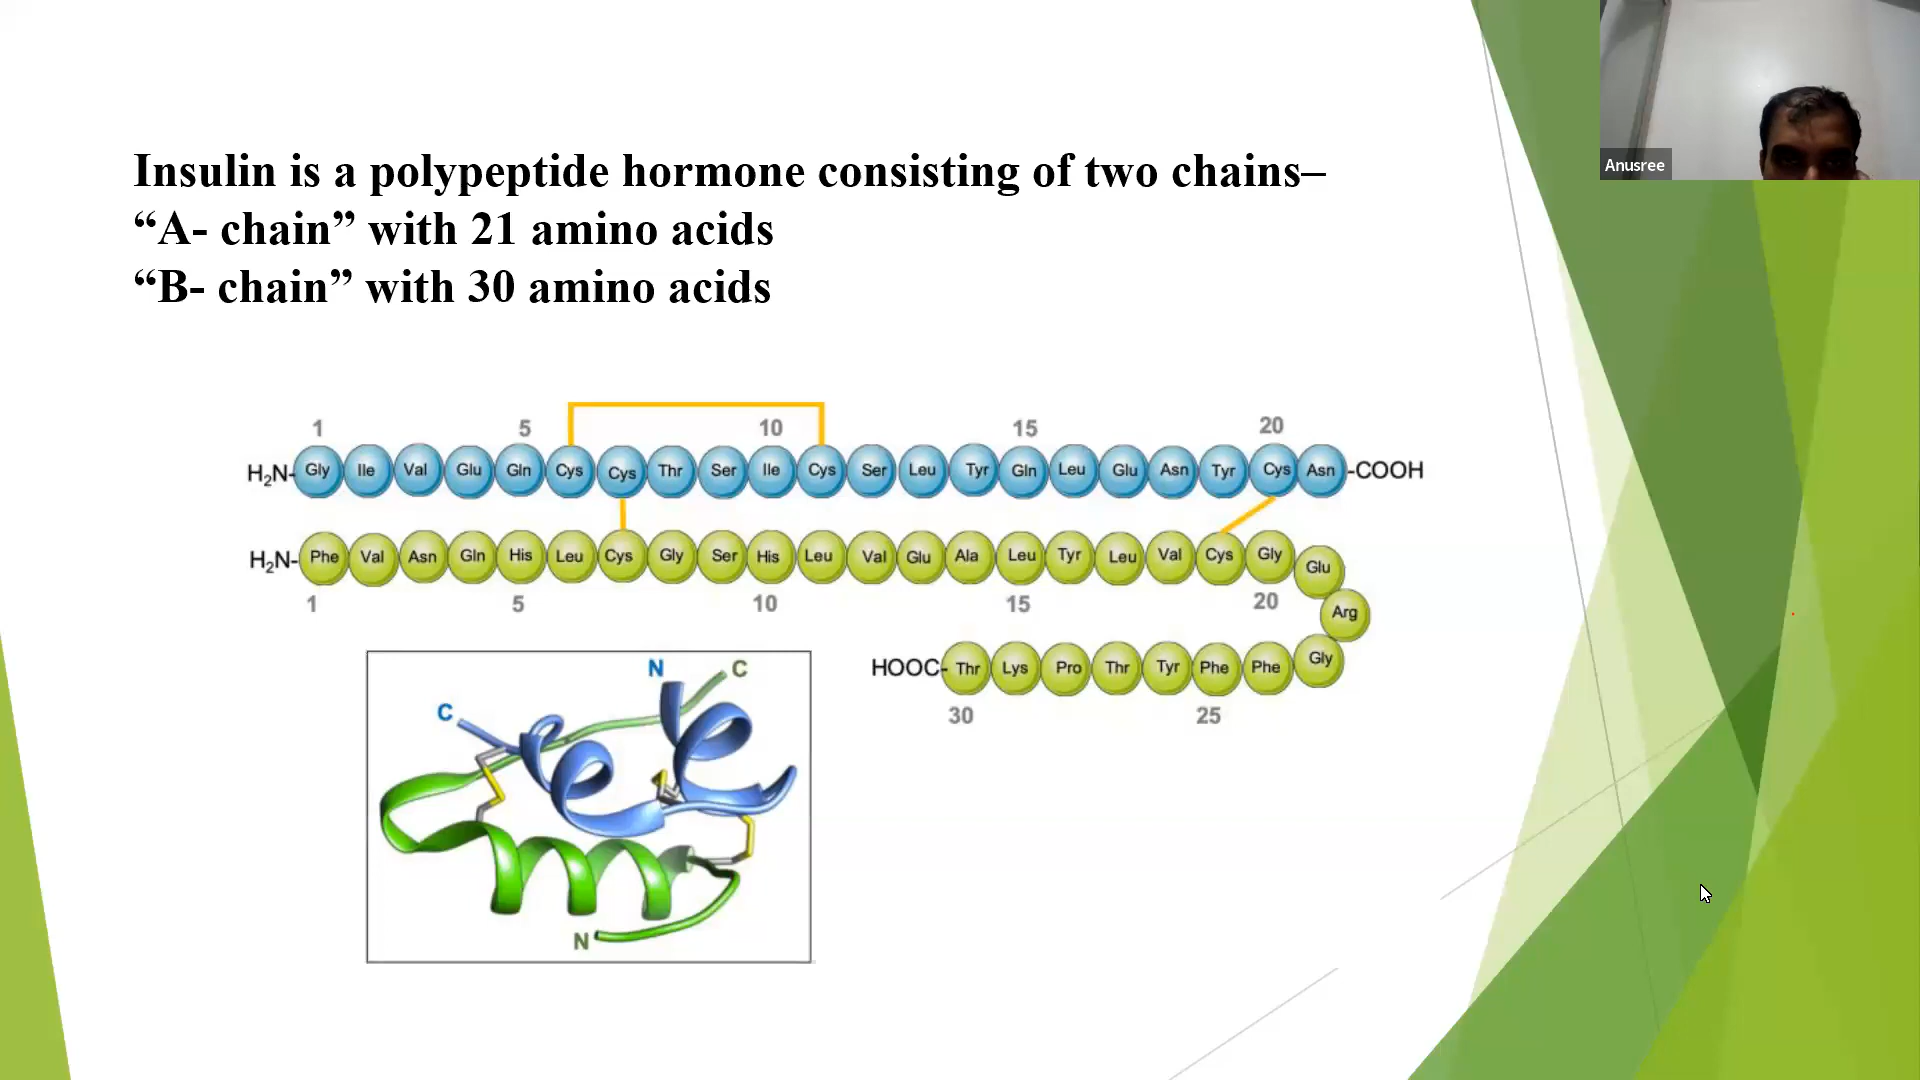 Anusree
Insulin is a polypeptide hormone consisting of two chains–
“A- chain” with 21 amino acids
“B- chain” with 30 amino acids
1 5 10 15 20
H₂N- Gly Ile Val Glu Gln Cys Cys Thr Ser Ile Cys Ser Leu Tyr Gln Leu Glu Asn Tyr Cys Asn -COOH
H₂N- Phe Val Asn Gln His Leu Cys Gly Ser His Leu Val Glu Ala Leu Tyr Leu Val Cys Gly Glu
1 5 10 15 20
Arg
HOOC- Thr Lys Pro Thr Tyr Phe Phe Gly
30 25
N C
C
N